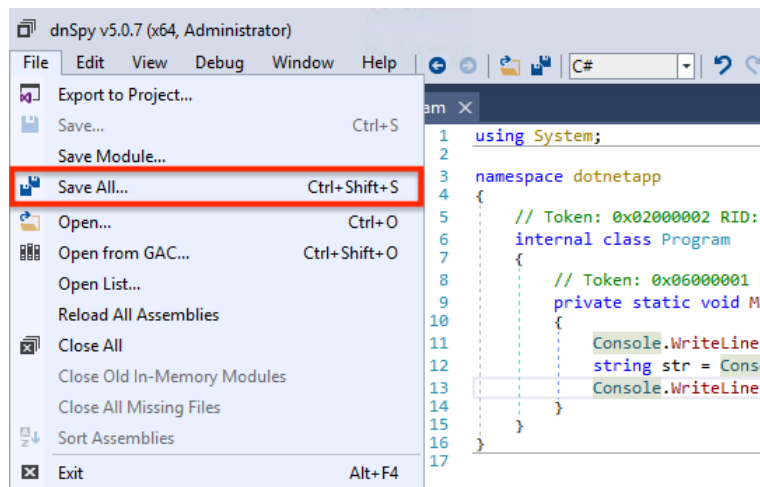 dnSpy v5.0.7 (x64, Administrator)
File Edit View Debug Window Help C#
Export to Project...
Save... Ctrl+S
Save Module...
Save All... Ctrl+Shift+S
Open... Ctrl+O
Open from GAC... Ctrl+Shift+O
Open List...
Reload All Assemblies
Close All
Close Old In-Memory Modules
Close All Missing Files
Sort Assemblies
Exit Alt+F4
am
1 using System;
2
3 namespace dotnetapp
4 {
5 // Token: 0x02000002 RID:
6 internal class Program
7 {
8 // Token: 0x06000001
9 private static void M
10 {
11 Console.WriteLine
12 string str = Cons
13 Console.WriteLine
14 }
15 }
16 }
17